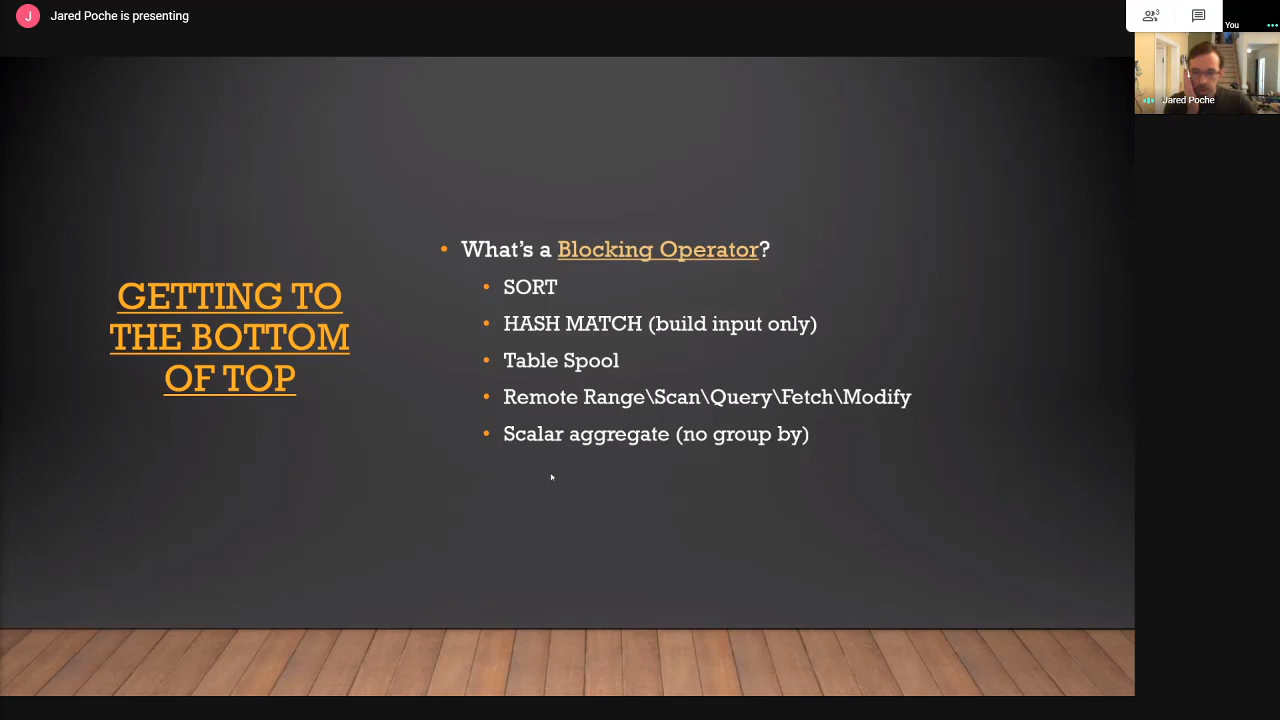 J
Jared Poche is presenting
3
You
Jared Poche
GETTING TO
THE BOTTOM
OF TOP
• What's a Blocking Operator?
• SORT
• HASH MATCH (build input only)
• Table Spool
• Remote Range\Scan\Query\Fetch\Modify
• Scalar aggregate (no group by)